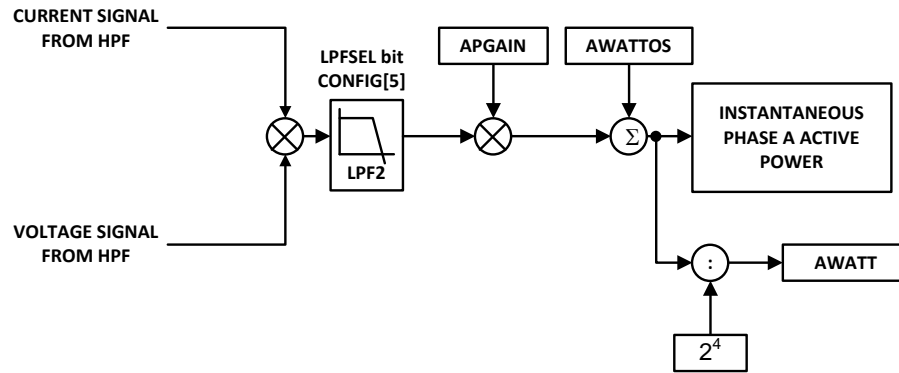 CURRENT SIGNAL
FROM HPF
LPFSEL bit
CONFIG[5]
APGAIN
AWATTOS
LPF2
Σ
INSTANTANEOUS
PHASE A ACTIVE
POWER
VOLTAGE SIGNAL
FROM HPF
:
AWATT
2⁴